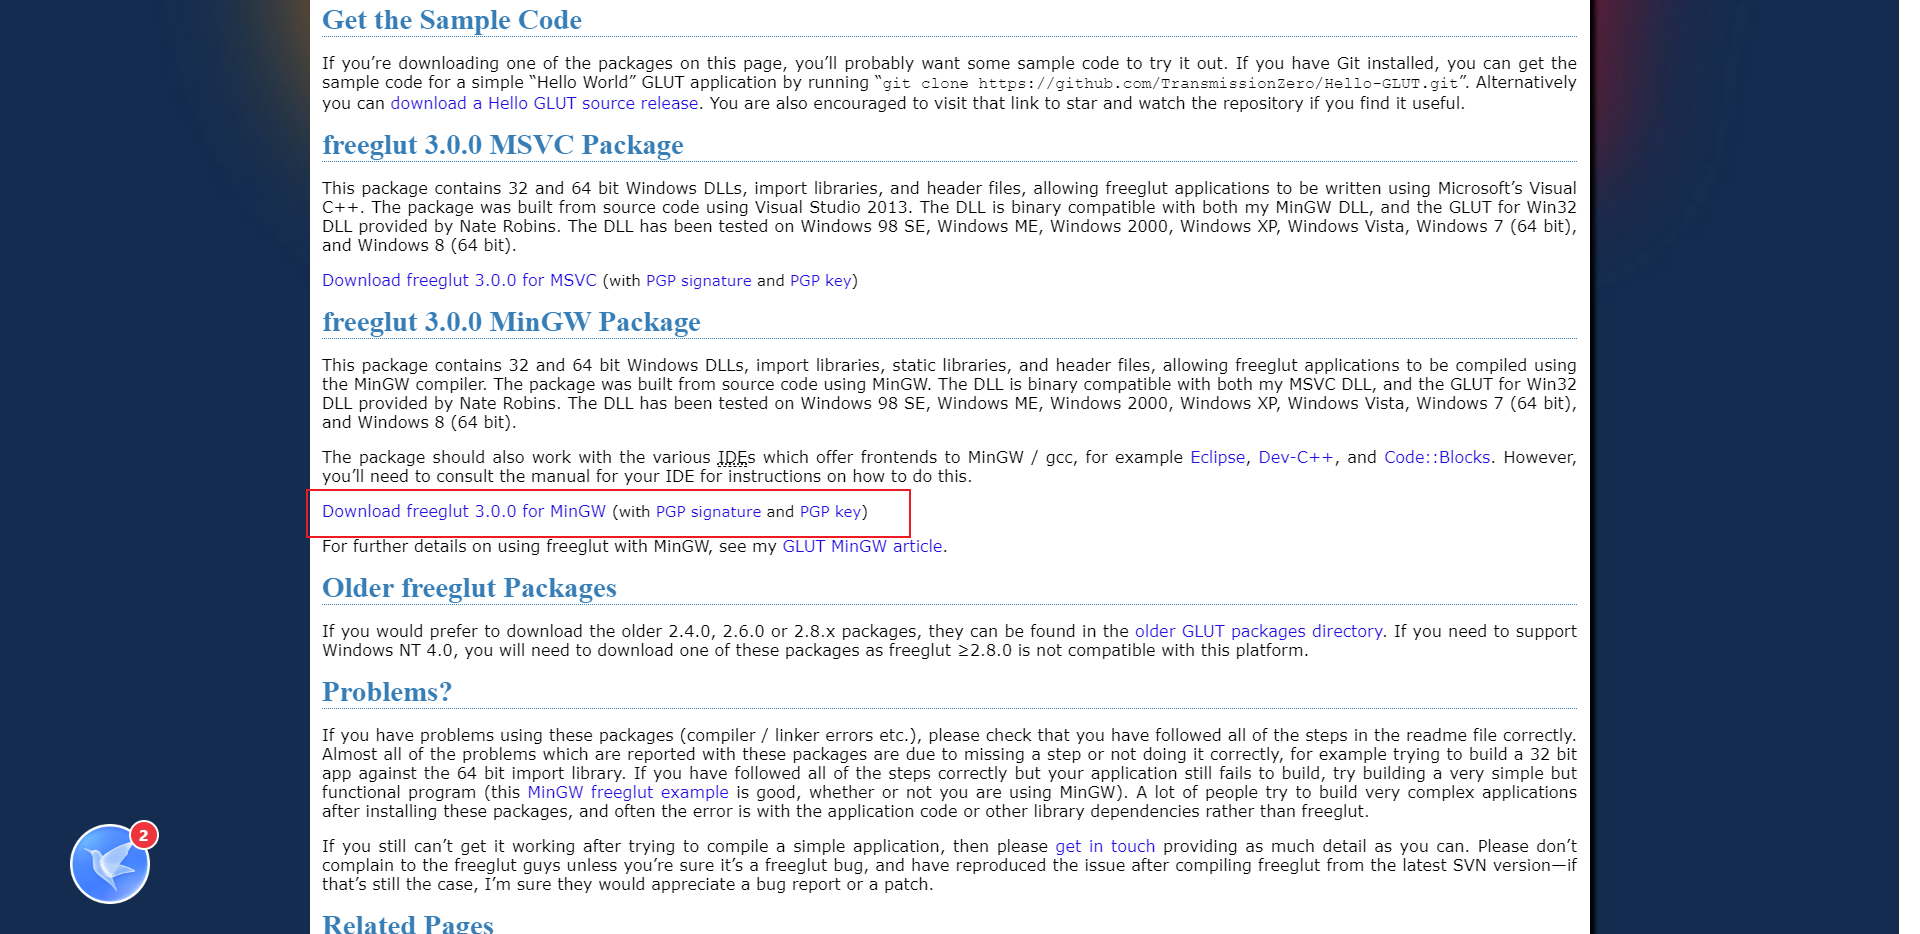 Get the Sample Code
If you’re downloading one of the packages on this page, you’ll probably want some sample code to try it out. If you have Git installed, you can get the
sample code for a simple “Hello World” GLUT application by running “git clone https://github.com/TransmissionZero/Hello-GLUT.git”. Alternatively
you can download a Hello GLUT source release. You are also encouraged to visit that link to star and watch the repository if you find it useful.
freeglut 3.0.0 MSVC Package
This package contains 32 and 64 bit Windows DLLs, import libraries, and header files, allowing freeglut applications to be written using Microsoft’s Visual
C++. The package was built from source code using Visual Studio 2013. The DLL is binary compatible with both my MinGW DLL, and the GLUT for Win32
DLL provided by Nate Robins. The DLL has been tested on Windows 98 SE, Windows ME, Windows 2000, Windows XP, Windows Vista, Windows 7 (64 bit),
and Windows 8 (64 bit).
Download freeglut 3.0.0 for MSVC (with PGP signature and PGP key)
freeglut 3.0.0 MinGW Package
This package contains 32 and 64 bit Windows DLLs, import libraries, static libraries, and header files, allowing freeglut applications to be compiled using
the MinGW compiler. The package was built from source code using MinGW. The DLL is binary compatible with both my MSVC DLL, and the GLUT for Win32
DLL provided by Nate Robins. The DLL has been tested on Windows 98 SE, Windows ME, Windows 2000, Windows XP, Windows Vista, Windows 7 (64 bit),
and Windows 8 (64 bit).
The package should also work with the various IDEs which offer frontends to MinGW / gcc, for example Eclipse, Dev-C++, and Code::Blocks. However,
you’ll need to consult the manual for your IDE for instructions on how to do this.
Download freeglut 3.0.0 for MinGW (with PGP signature and PGP key)
For further details on using freeglut with MinGW, see my GLUT MinGW article.
Older freeglut Packages
If you would prefer to download the older 2.4.0, 2.6.0 or 2.8.x packages, they can be found in the older GLUT packages directory. If you need to support
Windows NT 4.0, you will need to download one of these packages as freeglut ≥2.8.0 is not compatible with this platform.
Problems?
If you have problems using these packages (compiler / linker errors etc.), please check that you have followed all of the steps in the readme file correctly.
Almost all of the problems which are reported with these packages are due to missing a step or not doing it correctly, for example trying to build a 32 bit
app against the 64 bit import library. If you have followed all of the steps correctly but your application still fails to build, try building a very simple but
functional program (this MinGW freeglut example is good, whether or not you are using MinGW). A lot of people try to build very complex applications
after installing these packages, and often the error is with the application code or other library dependencies rather than freeglut.
2
If you still can’t get it working after trying to compile a simple application, then please get in touch providing as much detail as you can. Please don’t
complain to the freeglut guys unless you’re sure it’s a freeglut bug, and have reproduced the issue after compiling freeglut from the latest SVN version—if
that’s still the case, I’m sure they would appreciate a bug report or a patch.
Related Pages